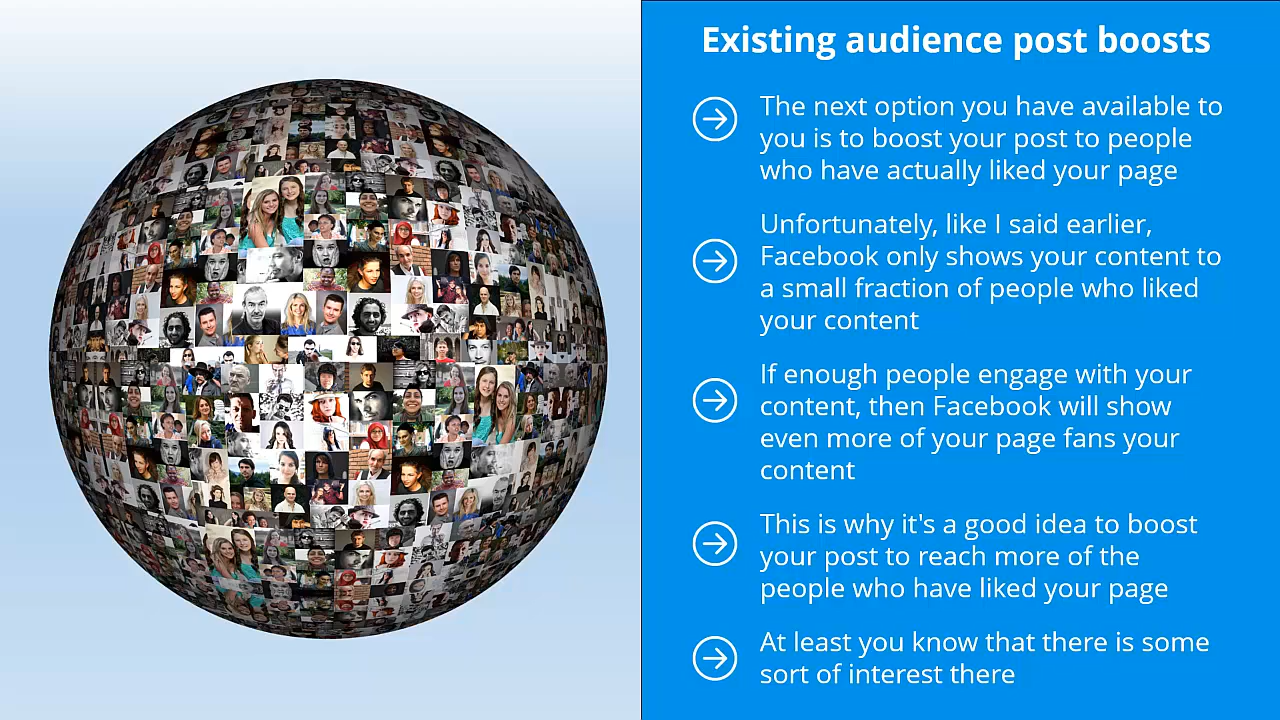 Existing audience post boosts
The next option you have available to
you is to boost your post to people
who have actually liked your page
Unfortunately, like I said earlier,
Facebook only shows your content to
a small fraction of people who liked
your content
If enough people engage with your
content, then Facebook will show
even more of your page fans your
content
This is why it's a good idea to boost
your post to reach more of the
people who have liked your page
At least you know that there is some
sort of interest there